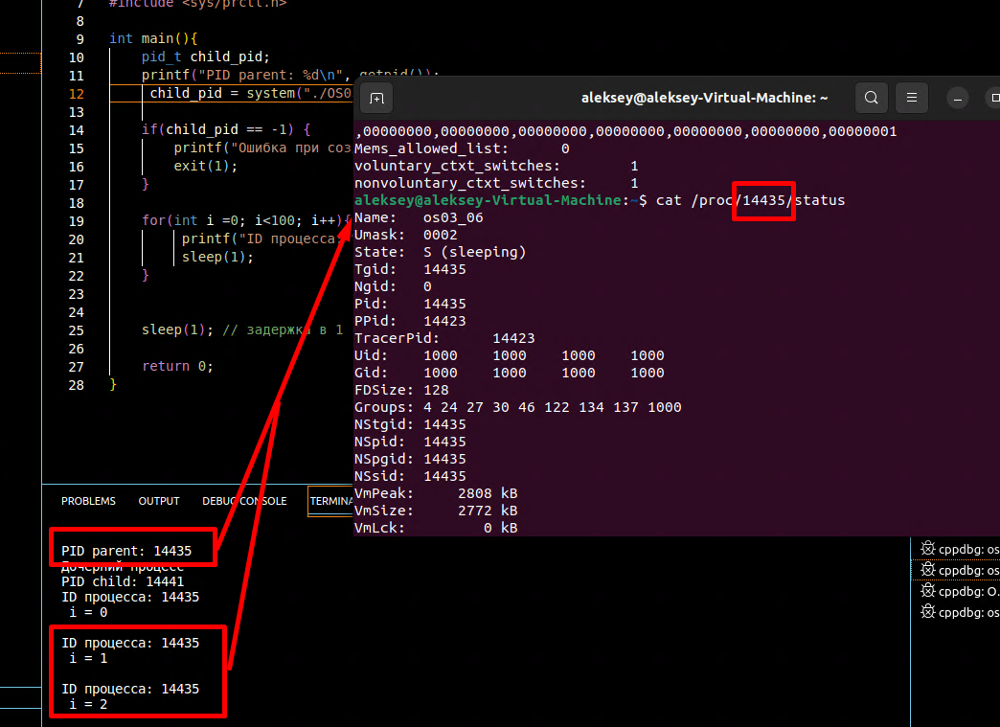 7 #include <sys/prctl.h>
8
9 int main(){
10 pid_t child_pid;
11 printf("PID parent: %d\n", getpid());
12 child_pid = system("./OS0
13
14 if(child_pid == -1) {
15 printf("Ошибка при соз
16 exit(1);
17 }
18
19 for(int i =0; i<100; i++){
20 printf("ID процесса:
21 sleep(1);
22 }
23
24
25 sleep(1); // задержка в 1
26
27 return 0;
28 }
aleksey@aleksey-Virtual-Machine: ~
,00000000,00000000,00000000,00000000,00000000,00000000,00000001
Mems_allowed_list: 0
voluntary_ctxt_switches: 1
nonvoluntary_ctxt_switches: 1
aleksey@aleksey-Virtual-Machine:~$ cat /proc/14435/status
Name: os03_06
Umask: 0002
State: S (sleeping)
Tgid: 14435
Ngid: 0
Pid: 14435
PPid: 14423
TracerPid: 14423
Uid: 1000 1000 1000 1000
Gid: 1000 1000 1000 1000
FDSize: 128
Groups: 4 24 27 30 46 122 134 137 1000
NStgid: 14435
NSpid: 14435
NSpgid: 14435
NSsid: 14435
VmPeak: 2808 kB
VmSize: 2772 kB
VmLck: 0 kB
PROBLEMS OUTPUT DEBUG CONSOLE TERMINA
PID parent: 14435
Дочерний процесс
PID child: 14441
ID процесса: 14435
i = 0
ID процесса: 14435
i = 1
ID процесса: 14435
i = 2
cppdbg: os
cppdbg: os
cppdbg: O.
cppdbg: os